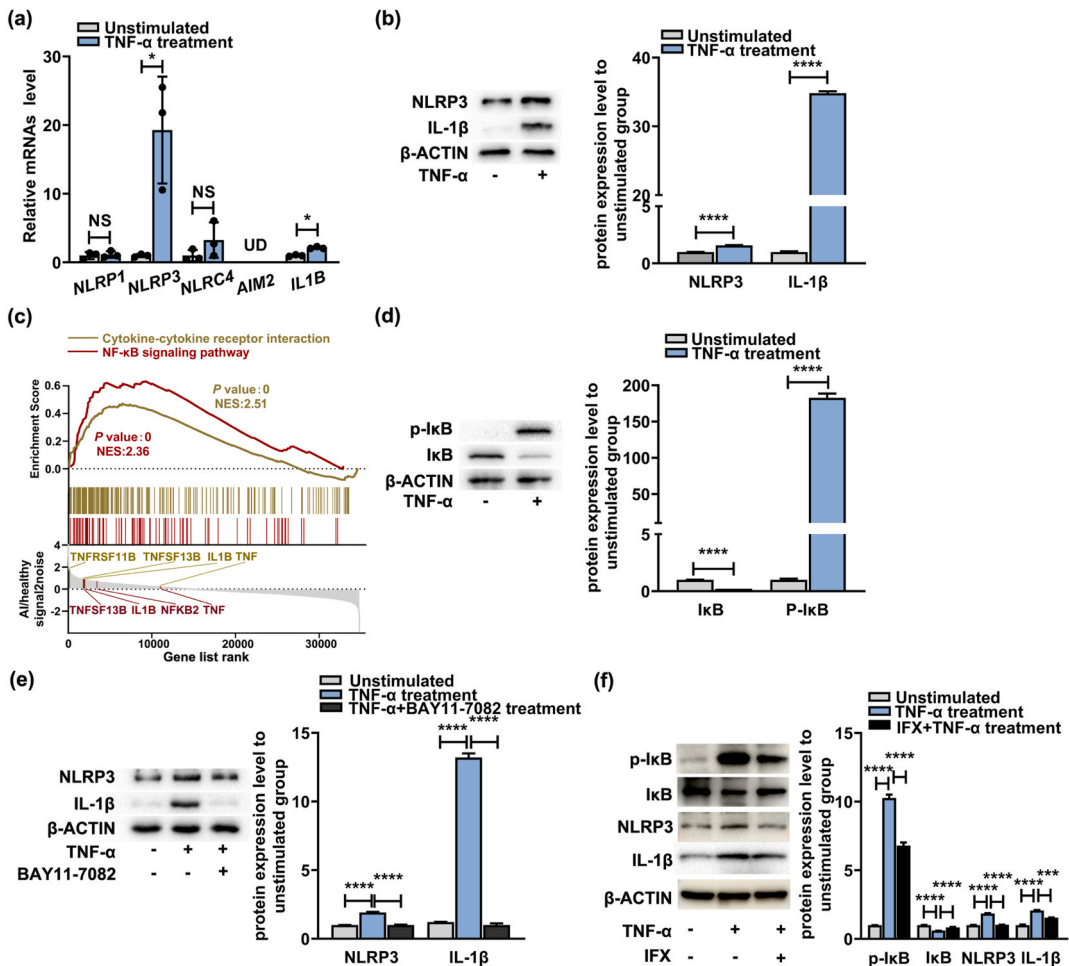 (a)
Unstimulated
TNF-α treatment
Relative mRNAs level
30
20
10
0
NS
*
NS
UD
*
NLRP1
NLRP3
NLRC4
AIM2
IL1B
(b)
NLRP3
IL-1β
β-ACTIN
TNF-α - +
Unstimulated
TNF-α treatment
protein expression level to
unstimulated group
45
40
35
30
5
0
****
****
NLRP3 IL-1β
(c)
Cytokine-cytokine receptor interaction
NF-κB signaling pathway
Enrichment Score
0.6
0.4
0.2
0.0
P value:0
NES:2.51
P value:0
NES:2.36
AI/healthy
signal2noise
4
2
0
-2
TNFRSF11B TNFSF13B IL1B TNF
TNFSF13B IL1B NFKB2 TNF
0 10000 20000 30000
Gene list rank
(d)
p-IκB
IκB
β-ACTIN
TNF-α - +
Unstimulated
TNF-α treatment
protein expression level to
unstimulated group
200
150
100
50
2
1
0
****
****
IκB P-IκB
(e)
NLRP3
IL-1β
β-ACTIN
TNF-α - + +
BAY11-7082 - +
Unstimulated
TNF-α treatment
TNF-α+BAY11-7082 treatment
protein expression level to
unstimulated group
15
10
5
0
**** ****
**** ****
NLRP3 IL-1β
(f)
p-IκB
IκB
NLRP3
IL-1β
β-ACTIN
TNF-α - + +
IFX - +
Unstimulated
TNF-α treatment
IFX+TNF-α treatment
protein expression level to
unstimulated group
15
10
5
0
**** ****
**** ****
**** ****
**** ***
p-IκB IκB NLRP3 IL-1β